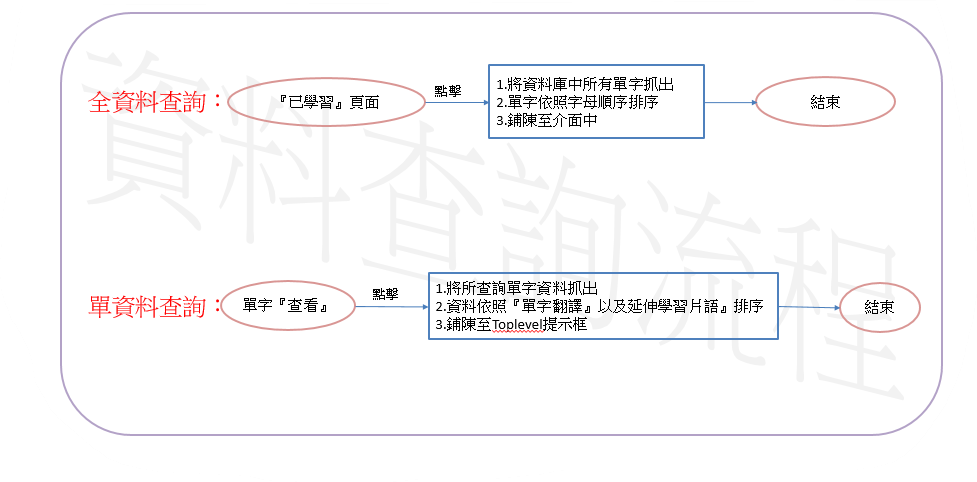 資料查詢流程
全資料查詢：
『已學習』頁面
點擊
1.將資料庫中所有單字抓出
2.單字依照字母順序排序
3.鋪陳至介面中
結束
單資料查詢：
單字『查看』
點擊
1.將所查詢單字資料抓出
2.資料依照『單字翻譯』以及延伸學習片語』排序
3.鋪陳至Toplevel提示框
結束